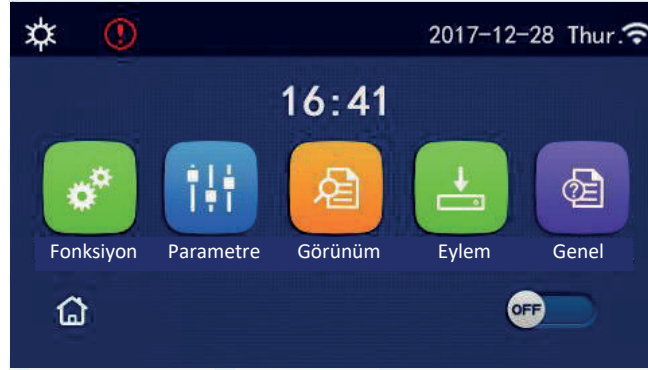 2017-12-28 Thur.
16:41
Fonksiyon Parametre Görünüm Eylem Genel
OFF